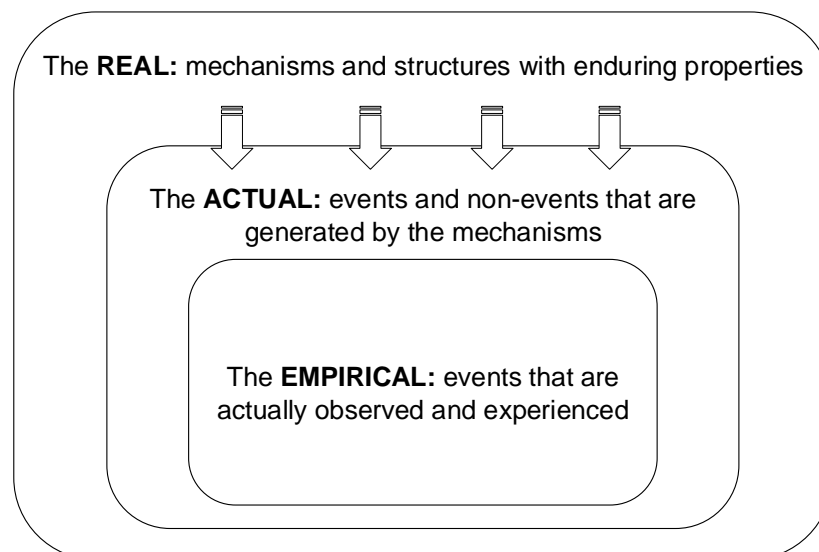 The REAL: mechanisms and structures with enduring properties
The ACTUAL: events and non-events that are
generated by the mechanisms
The EMPIRICAL: events that are
actually observed and experienced